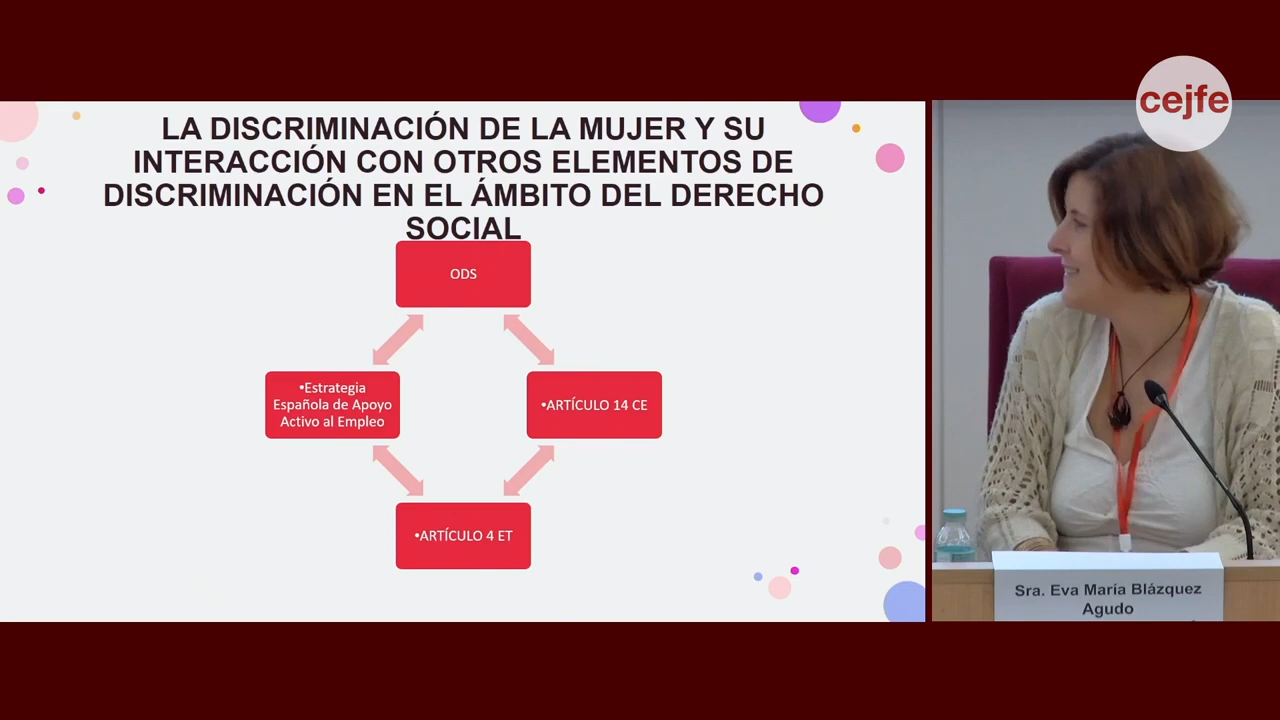 cejfe
LA DISCRIMINACIÓN DE LA MUJER Y SU
INTERACCIÓN CON OTROS ELEMENTOS DE
DISCRIMINACIÓN EN EL ÁMBITO DEL DERECHO
SOCIAL
ODS
•Estrategia
Española de Apoyo
Activo al Empleo
•ARTÍCULO 14 CE
•ARTÍCULO 4 ET
Sra. Eva María Blázquez
Agudo